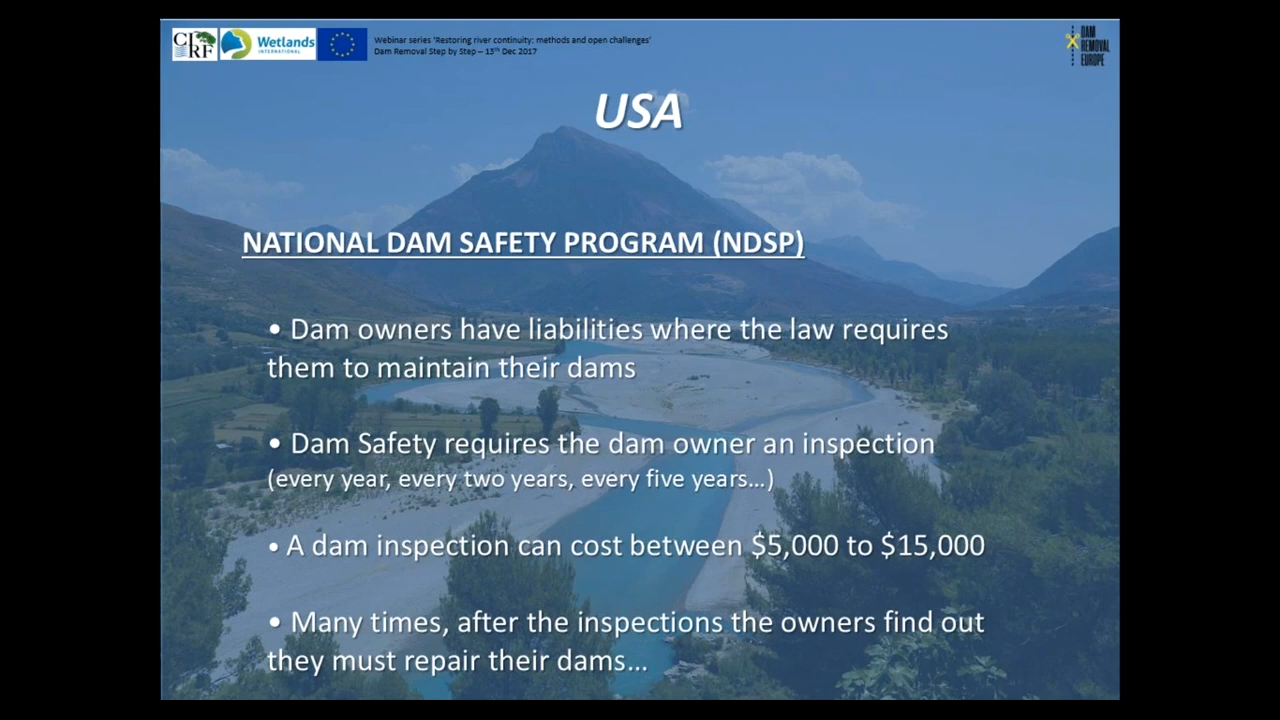 CIRF
Wetlands
INTERNATIONAL
Webinar series 'Restoring river continuity: methods and open challenges'
Dam Removal Step by Step – 13th Dec 2017
DAM
REMOVAL
EUROPE
USA
NATIONAL DAM SAFETY PROGRAM (NDSP)
• Dam owners have liabilities where the law requires
them to maintain their dams
• Dam Safety requires the dam owner an inspection
(every year, every two years, every five years…)
• A dam inspection can cost between $5,000 to $15,000
• Many times, after the inspections the owners find out
they must repair their dams…